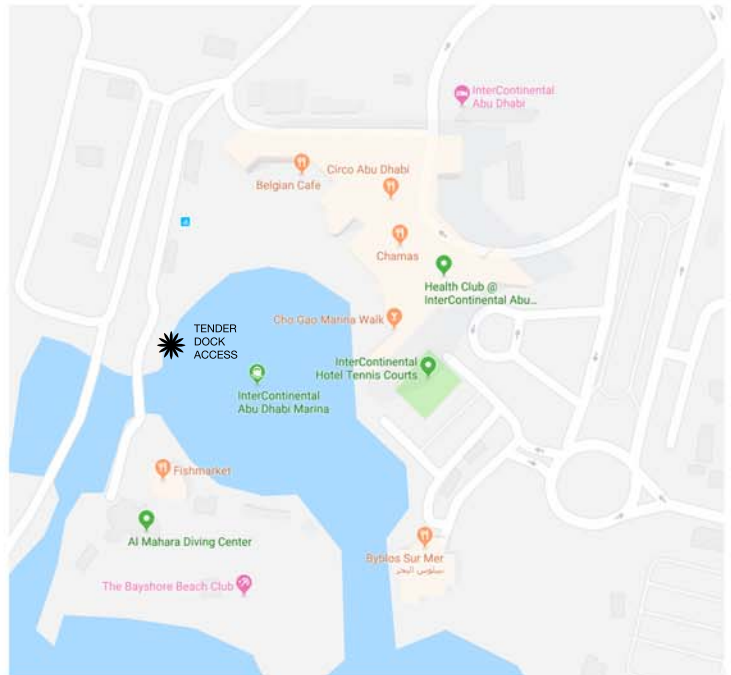 InterContinental
Abu Dhabi
Circo Abu Dhabi
Belgian Cafe
Chamas
Health Club @
InterContinental Abu...
Cho Gao Marina Walk
TENDER
DOCK
ACCESS
InterContinental
Hotel Tennis Courts
InterContinental
Abu Dhabi Marina
Fishmarket
Al Mahara Diving Center
Byblos Sur Mer
بيبلوس البحر
The Bayshore Beach Club